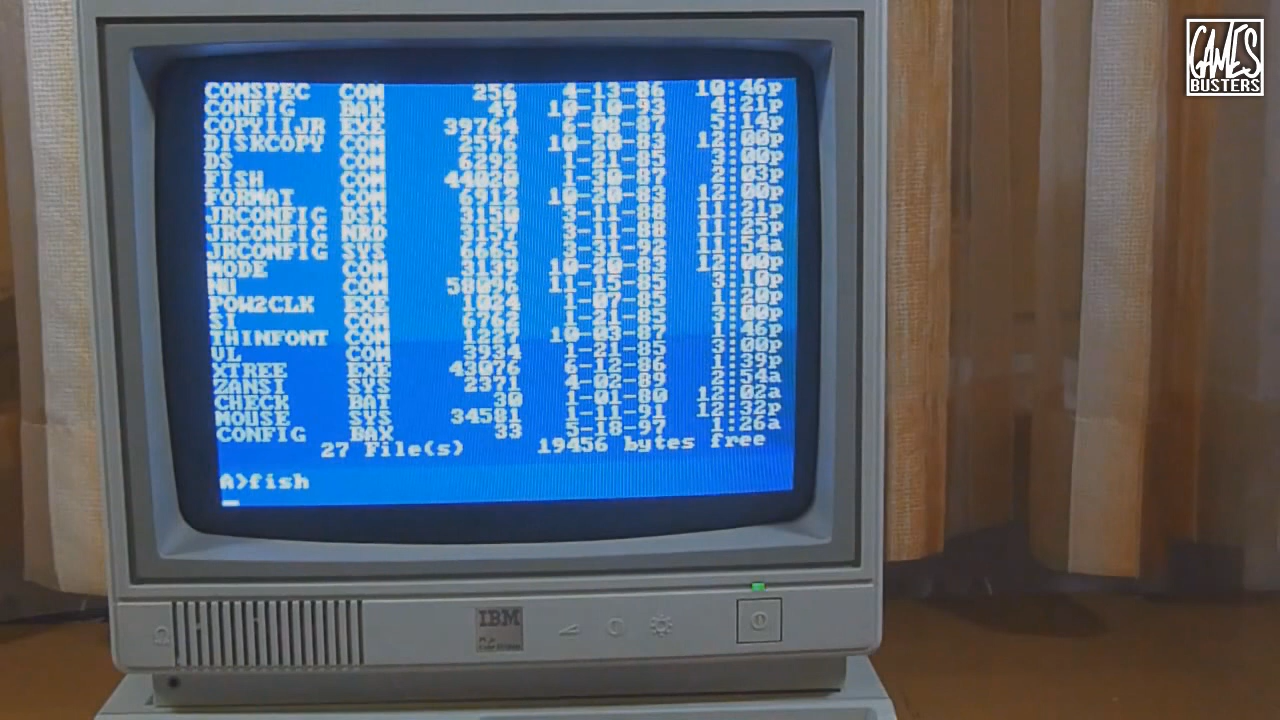 COMSPEC COM 256 4-13-86 10:46p
CONFIG BAK 47 10-10-93 4:21p
COPYIIJR EXE 39764 6-08-87 5:14p
DISKCOPY COM 2576 10-20-83 12:00p
DS COM 6292 1-21-85 3:00p
FISH COM 44020 1-30-87 2:03p
FORMAT COM 6912 10-20-83 12:00p
JRCONFIG DSK 3150 3-11-88 11:21p
JRCONFIG NRD 3157 3-11-88 11:25p
JRCONFIG SYS 6665 3-31-92 11:54a
MODE COM 3139 10-20-83 12:00p
NU COM 58096 11-15-85 3:10p
POW2CLK EXE 1024 1-07-85 1:20p
SI COM 6762 1-21-85 3:00p
THINFONT COM 1227 10-03-87 1:46p
VL COM 3934 1-21-85 3:00p
XTREE EXE 43076 6-12-86 1:39p
ZANSI SYS 2371 4-02-89 2:54a
CHECK BAT 30 1-01-80 12:02a
MOUSE SYS 34581 1-11-91 12:32p
CONFIG BAX 33 5-18-97 1:26a
27 File(s) 19456 bytes free
A>fish
IBM
GAMES
BUSTERS